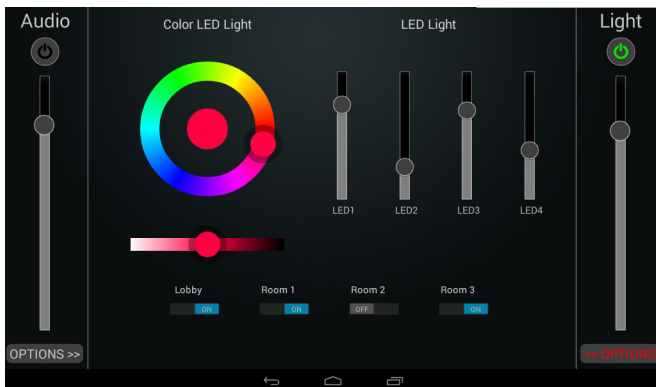 Audio
Color LED Light
LED Light
Light
LED1
LED2
LED3
LED4
Lobby
Room 1
Room 2
Room 3
ON
ON
OFF
ON
OPTIONS >>
>> OPTIONS